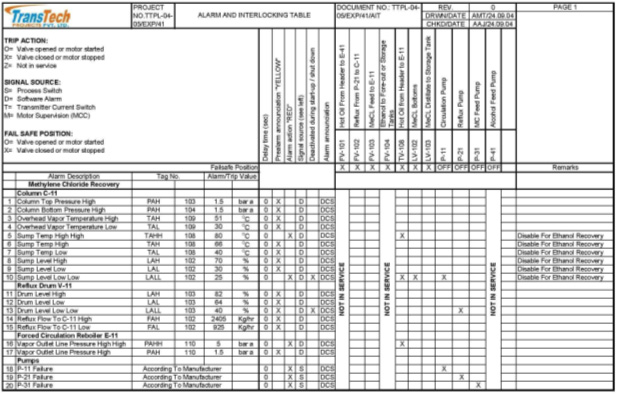 TransTech
PROJECTS PVT. LTD.
PROJECT NO.TTPL-04-05/EXP/41
ALARM AND INTERLOCKING TABLE
DOCUMENT NO.: TTPL-04-05/EXP/41/AIT
REV. 0
DRWN/DATE AMT/24.09.04
CHKD/DATE AAJ/24.09.04
PAGE 1
TRIP ACTION:
O= Valve opened or motor started
X= Valve closed or motor stopped
Z= Not in service
SIGNAL SOURCE:
S= Process Switch
D= Software Alarm
T= Transmitter Current Switch
M= Motor Supervision (MCC)
FAIL SAFE POSITION:
O= Valve opened or motor started
X= Valve closed or motor stopped
Delay time (sec)
Prealarm annunciation "YELLOW"
Alarm action "RED"
Signal source (see left)
Deactivated during start-up / shut down
Alarm annunciation
FV-101 Hot Oil From Header to E-41
FV-102 Reflux From P-21 to C-11
FV-103 MeCL Feed to E-11
FV-104 Ethanol to Fore-out or Storage Tanks
TV-108 Hot Oil from Header to E-11
LV-102 MeCL Bottoms
LV-103 MeCL Distillate to Storage Tank
P-11 Circulation Pump
P-21 Reflux Pump
P-31 MC Feed Pump
P-41 Alcohol Feed Pump
Failsafe Position X X X X X X X OFF OFF OFF OFF Remarks
Alarm Description Tag No. Alarm/Trip Value
Methylene Chloride Recovery
Column C-11
1 Column Top Pressure High PAH 103 1.5 bar a 0 X D DCS
2 Column Bottom Pressure High PAH 104 1.5 bar a 0 X D DCS
3 Overhead Vapor Temperature High TAH 109 51 °C 0 X D DCS
4 Overhead Vapor Temperature Low TAL 109 30 °C 0 X D DCS
5 Sump Temp High High TAHH 108 80 °C 0 X D DCS X Disable For Ethanol Recovery
6 Sump Temp High TAH 108 66 °C 0 X D DCS Disable For Ethanol Recovery
7 Sump Temp Low TAL 108 40 °C 0 X D DCS Disable For Ethanol Recovery
8 Sump Level High LAH 102 70 % 0 X D DCS Disable For Ethanol Recovery
9 Sump Level Low LAL 102 30 % 0 X D DCS Disable For Ethanol Recovery
10 Sump Level Low Low LALL 102 25 % 0 X D X DCS X X X Disable For Ethanol Recovery
Reflux Drum V-11
11 Drum Level High LAH 103 82 % 0 X D DCS
12 Drum Level Low LAL 103 64 % 0 X D DCS
13 Drum Level Low Low LALL 103 40 % 0 X D X DCS X
14 Reflux Flow To C-11 High FAH 102 2405 Kg/hr 0 X D DCS
15 Reflux Flow To C-11 Low FAL 102 925 Kg/hr 0 X D DCS
Forced Circulation Reboiler E-11
16 Vapor Outlet Line Pressure High High PAHH 110 5 bar a 0 X D DCS X
17 Vapor Outlet Line Pressure High PAH 110 1.5 bar a 0 X D DCS
Pumps
18 P-11 Failure According To Manufacturer 0 X S DCS X
19 P-21 Failure According To Manufacturer 0 X S DCS X
20 P-31 Failure According To Manufacturer 0 X S DCS X
NOT IN SERVICE
NOT IN SERVICE
NOT IN SERVICE